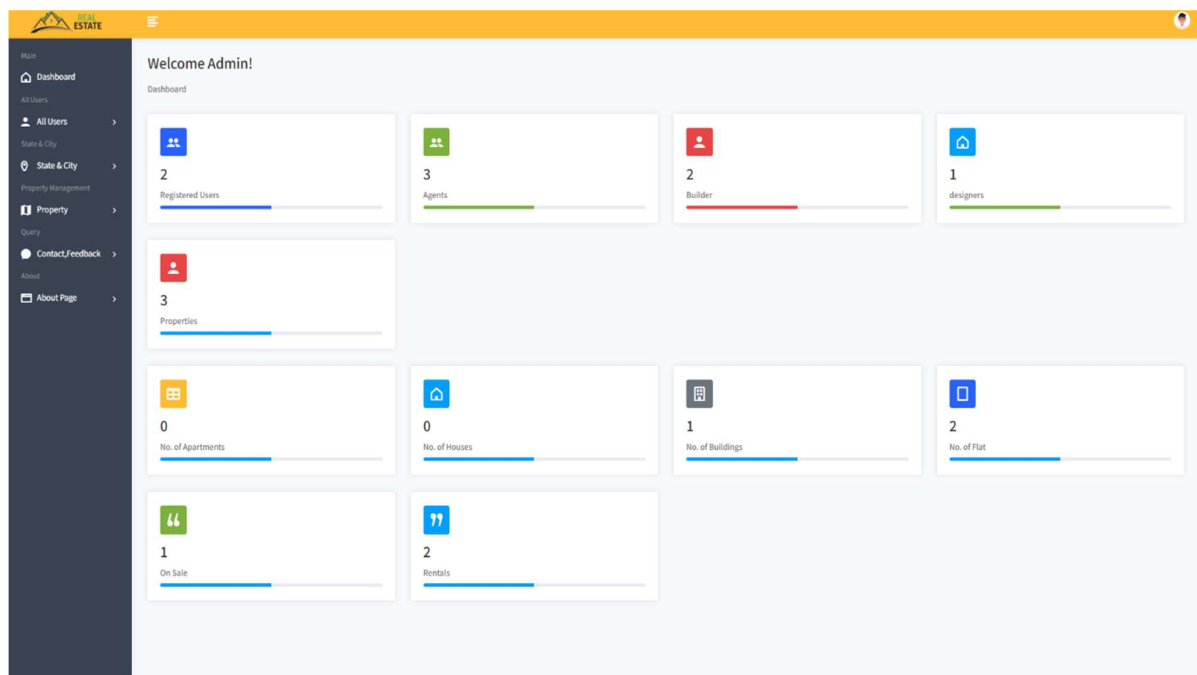 REAL
ESTATE
Main
Dashboard
All Users
All Users
State & City
State & City
Property Management
Property
Query
Contact,Feedback
About
About Page
Welcome Admin!
Dashboard
2
Registered Users
3
Agents
2
Builder
1
designers
3
Properties
0
No. of Apartments
0
No. of Houses
1
No. of Buildings
2
No. of Flat
1
On Sale
2
Rentals